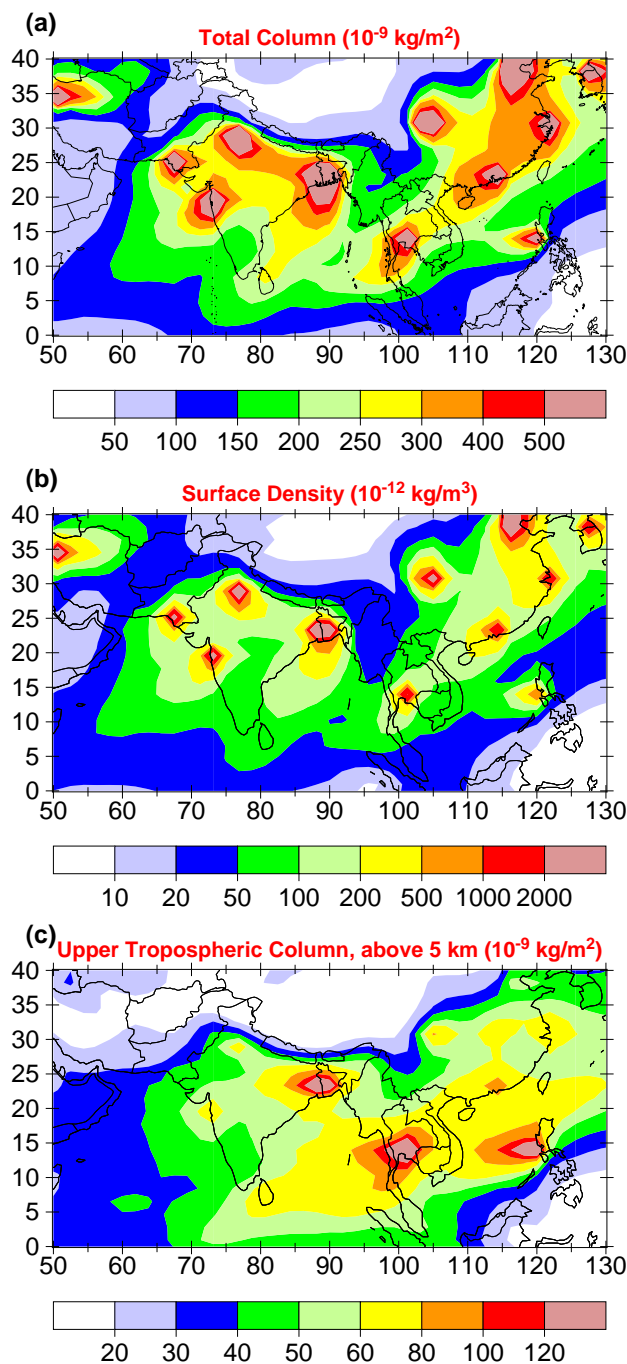 (a)
Total Column (10⁻⁹ kg/m²)
40
35
30
25
20
15
10
5
0
50 60 70 80 90 100 110 120 130
50 100 150 200 250 300 400 500
(b)
Surface Density (10⁻¹² kg/m³)
40
35
30
25
20
15
10
5
0
50 60 70 80 90 100 110 120 130
10 20 50 100 200 500 1000 2000
(c)
Upper Tropospheric Column, above 5 km (10⁻⁹ kg/m²)
40
35
30
25
20
15
10
5
0
50 60 70 80 90 100 110 120 130
20 30 40 50 60 80 100 120